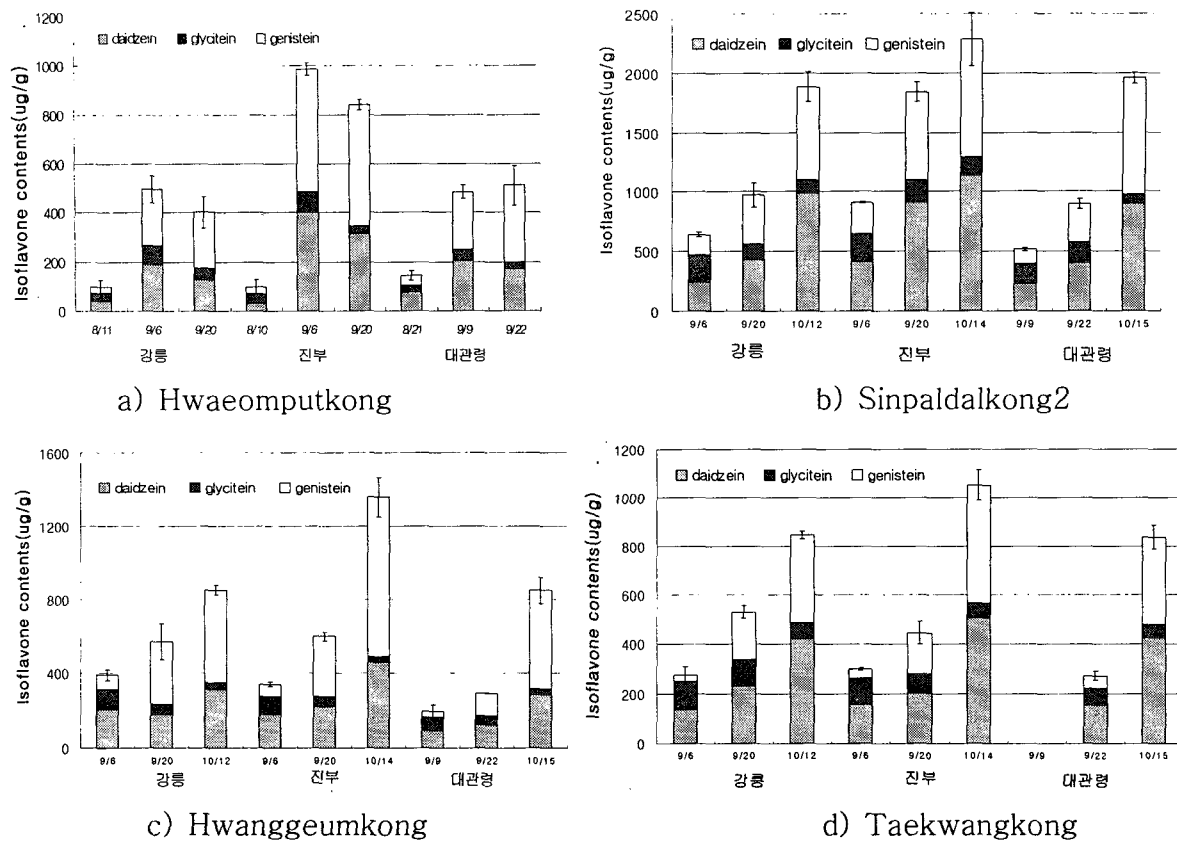 Isoflavone contents(ug/g)
1200
1000
800
600
400
200
0
daidzein glycitein genistein
8/11 9/6 9/20 8/10 9/6 9/20 8/21 9/9 9/22
강릉 진부 대관령
a) Hwaeomputkong
Isoflavone contents(ug/g)
2500
2000
1500
1000
500
0
daidzein glycitein genistein
9/6 9/20 10/12 9/6 9/20 10/14 9/9 9/22 10/15
강릉 진부 대관령
b) Sinpaldalkong2
Isoflavone contents(ug/g)
1600
1200
800
400
0
daidzein glycitein genistein
9/6 9/20 10/12 9/6 9/20 10/14 9/9 9/22 10/15
강릉 진부 대관령
c) Hwanggeumkong
Isoflavone contents(ug/g)
1200
1000
800
600
400
200
0
daidzein glycitein genistein
9/6 9/20 10/12 9/6 9/20 10/14 9/9 9/22 10/15
강릉 진부 대관령
d) Taekwangkong